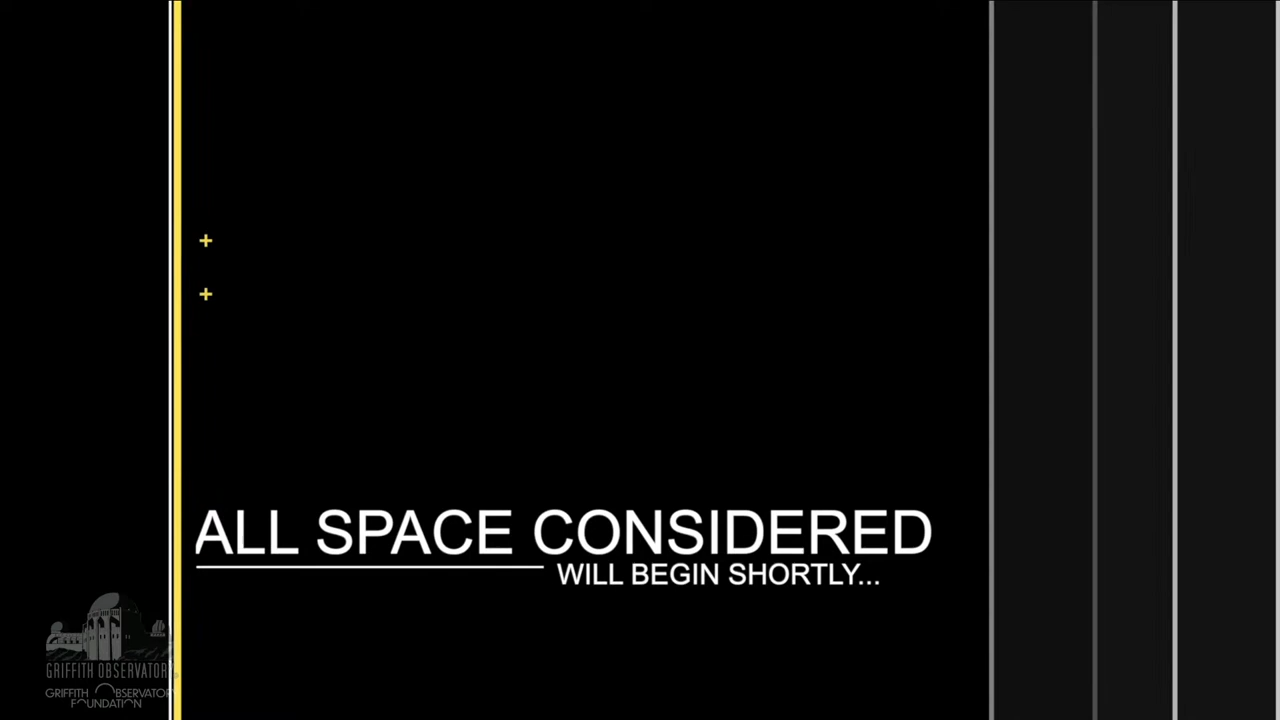 +
+
ALL SPACE CONSIDERED
WILL BEGIN SHORTLY...
GRIFFITH OBSERVATORY
GRIFFITH OBSERVATORY
FOUNDATION